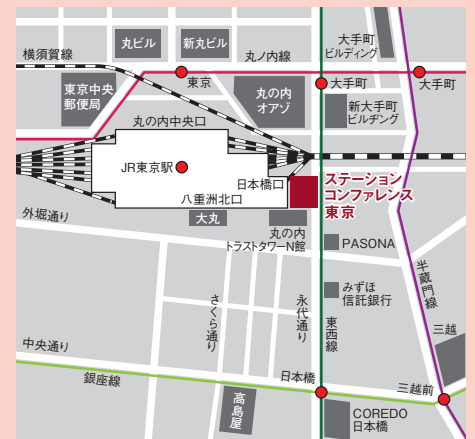 横須賀線
丸ビル
新丸ビル
丸ノ内線
大手町
ビルディング
東京中央
郵便局
東京
丸の内
オアゾ
大手町
大手町
新大手町
ビルヂング
丸の内中央口
JR東京駅
日本橋口
八重洲北口
ステーション
コンファレンス
東京
外堀通り
大丸
丸の内
トラストタワーN館
PASONA
半蔵門線
みずほ
信託銀行
さくら通り
永代通り
東西線
三越
中央通り
銀座線
日本橋
三越前
高島屋
COREDO
日本橋